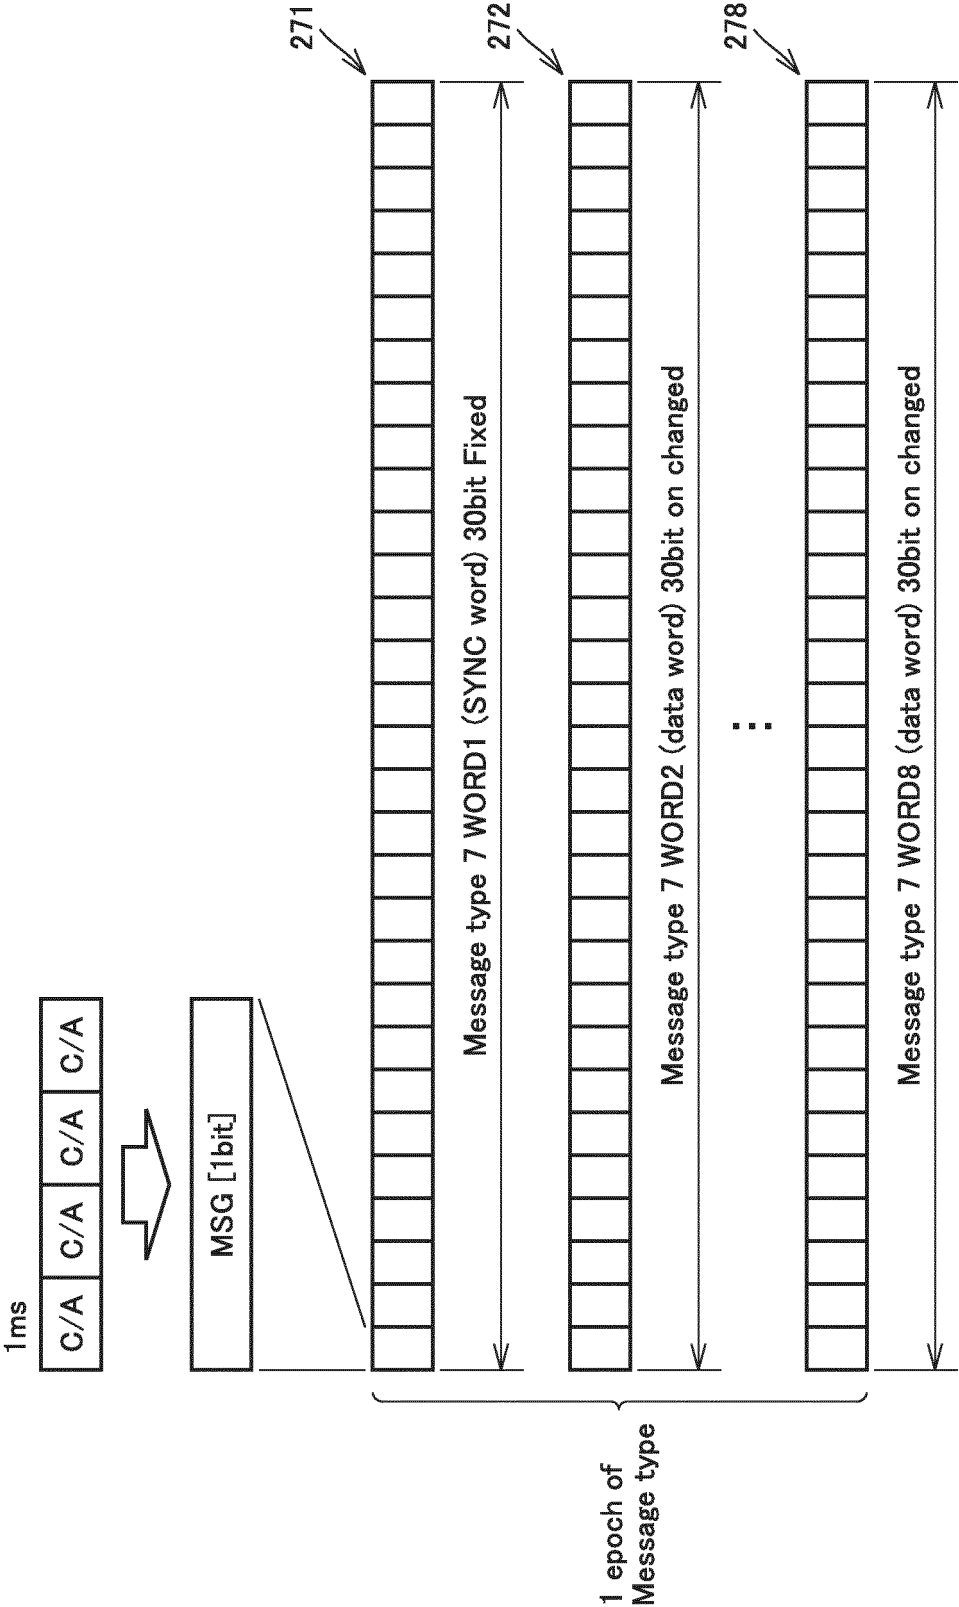 1ms
C/A C/A C/A C/A
MSG [1bit]
271
Message type 7 WORD1 (SYNC word) 30bit Fixed
272
Message type 7 WORD2 (data word) 30bit on changed
...
278
Message type 7 WORD8 (data word) 30bit on changed
1 epoch of
Message type